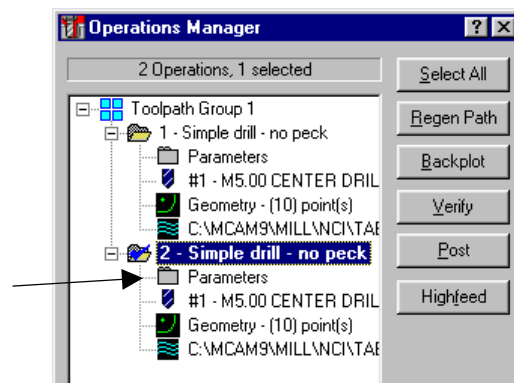 Operations Manager
2 Operations, 1 selected
Select All
Toolpath Group 1
Regen Path
1 - Simple drill - no peck
Parameters
Backplot
#1 - M5.00 CENTER DRIL
Geometry - (10) point(s)
Verify
C:\MCAM9\MILL\NCI\TAE
2 - Simple drill - no peck
Post
Parameters
#1 - M5.00 CENTER DRIL
Highfeed
Geometry - (10) point(s)
C:\MCAM9\MILL\NCI\TAE